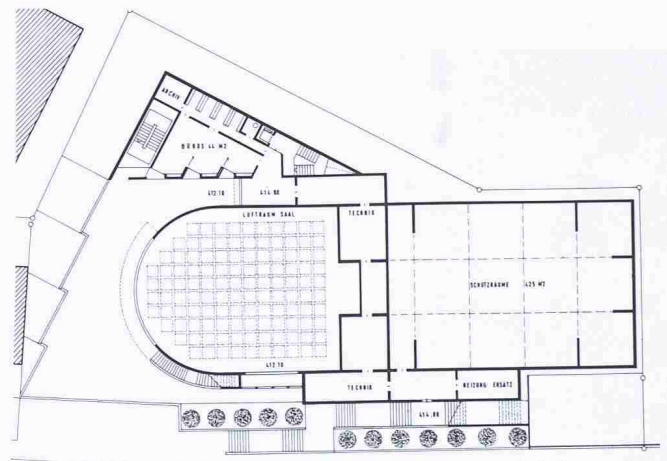 ARCHIV
BÜROS 44 M2
412.10
414.80
LUFTRAUM SAAL
TECHNIK
SCHUTZRÄUME 425 M2
412.10
TECHNIK
HEIZUNG ERSATZ
414.80